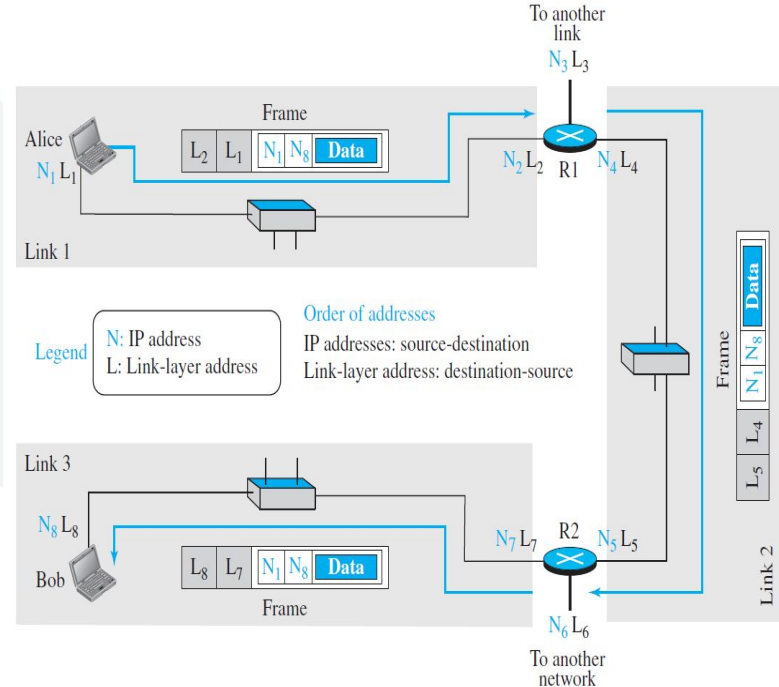 To another
link
N₃ L₃
Frame
Alice
N₁ L₁
L₂ L₁ N₁ N₈ Data
N₂ L₂ R1 N₄ L₄
Link 1
Legend
N: IP address
L: Link-layer address
Order of addresses
IP addresses: source-destination
Link-layer address: destination-source
Frame
L₅ L₄ N₁ N₈ Data
Link 2
Link 3
N₈ L₈
Bob
L₈ L₇ N₁ N₈ Data
Frame
N₇ L₇ R2 N₅ L₅
N₆ L₆
To another
network